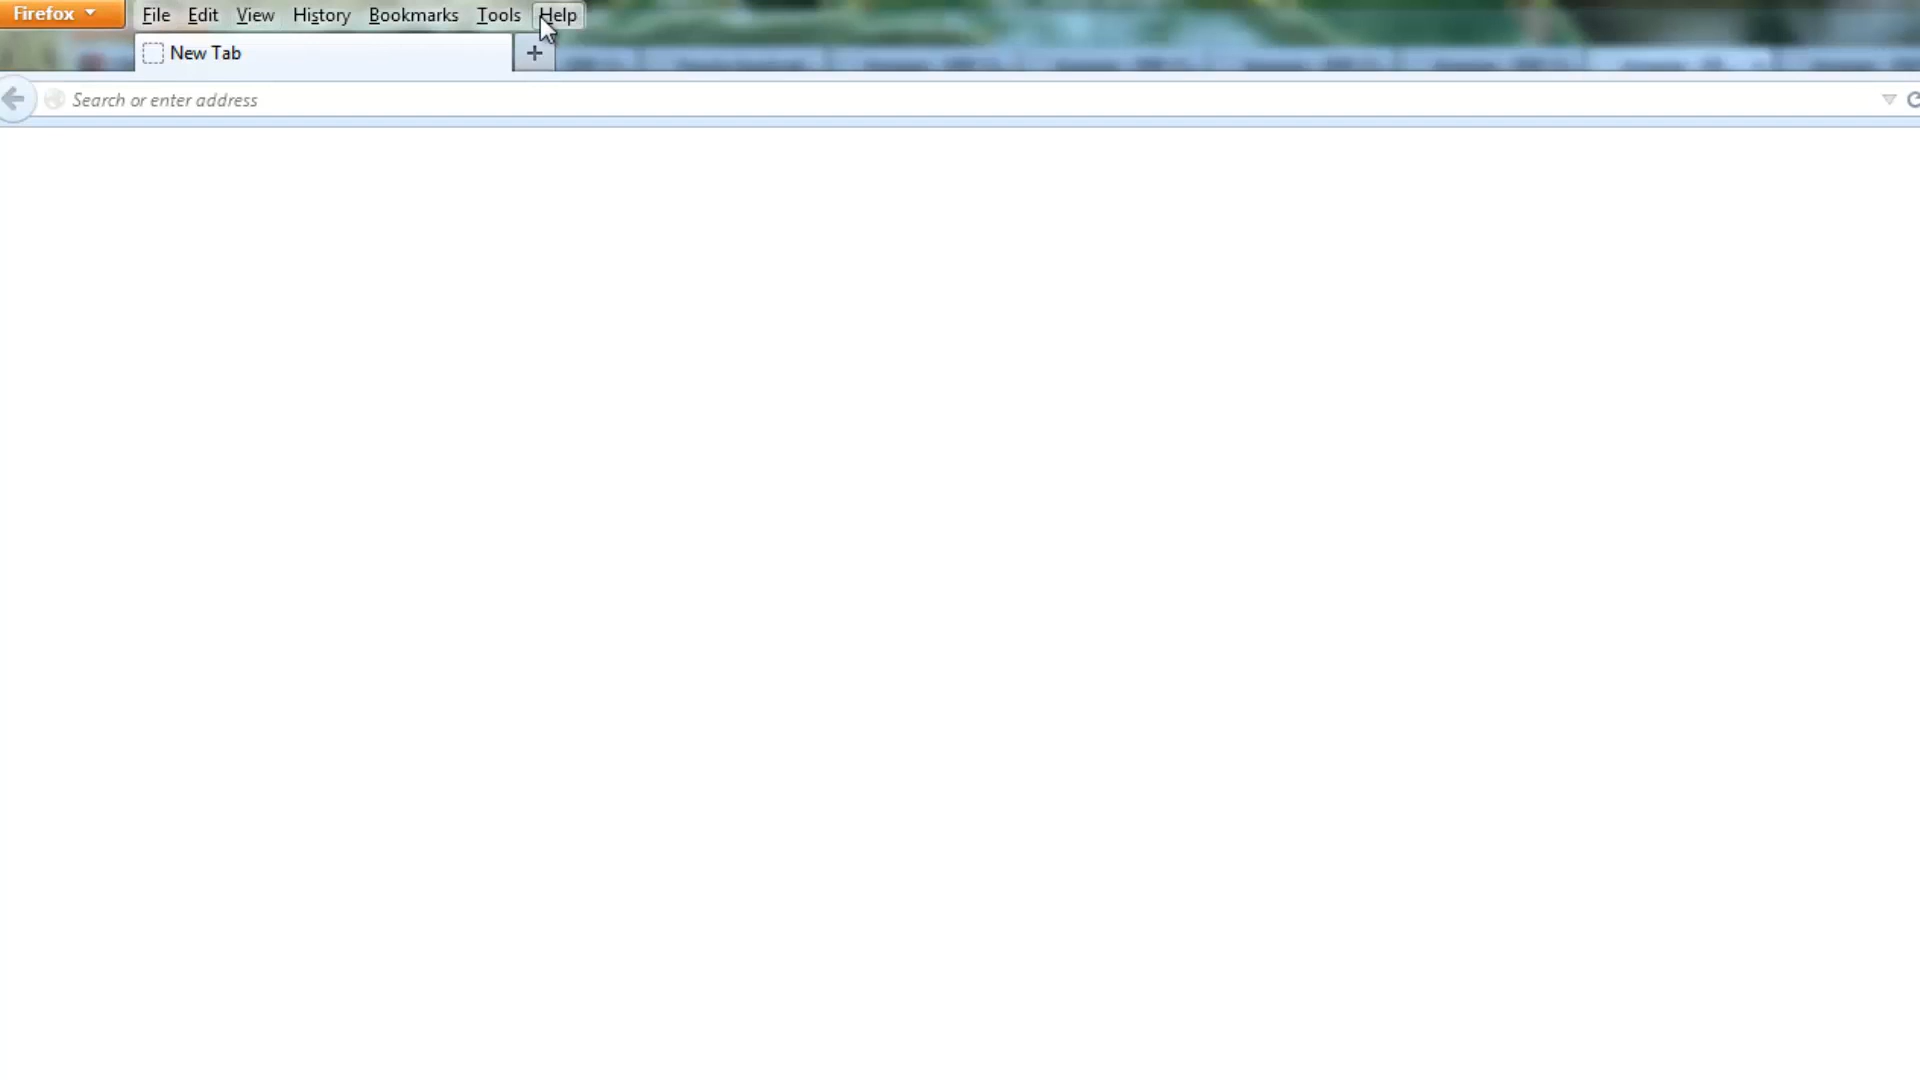 Firefox
File Edit View History Bookmarks Tools Help
New Tab
Search or enter address